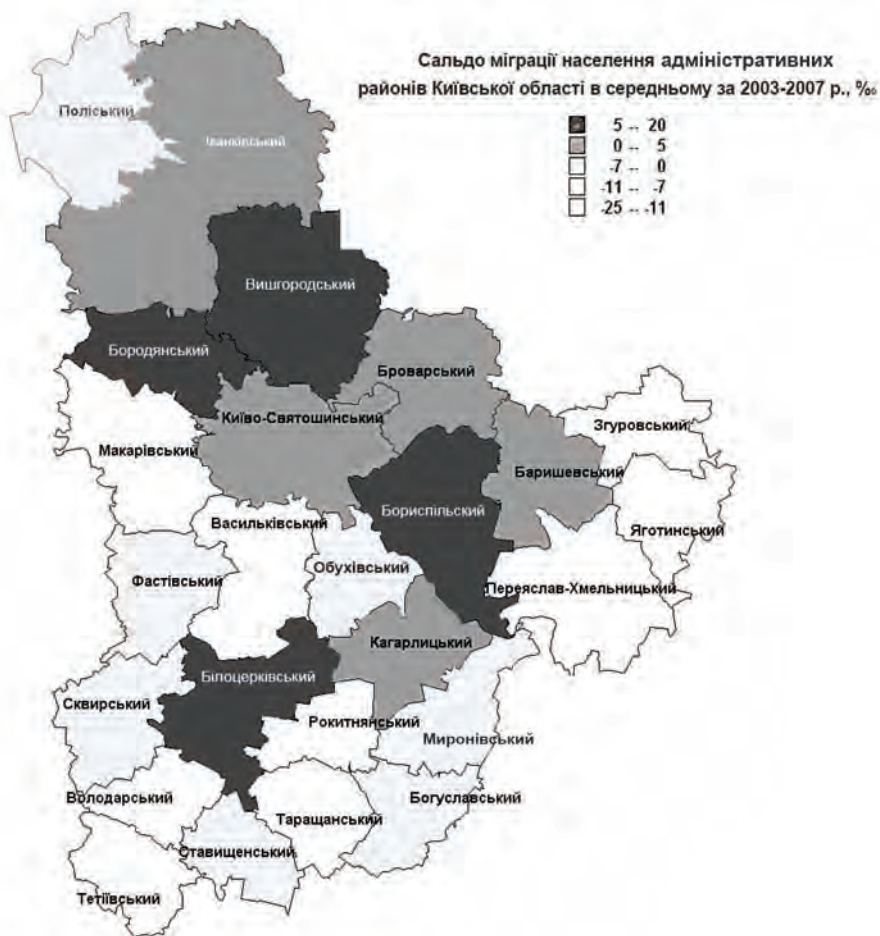 Сальдо міграції населення адміністративних
районів Київської області в середньому за 2003-2007 р., ‰
5 -- 20
0 -- 5
-7 -- 0
-11 -- -7
-25 -- -11
Поліський
Іванківський
Вишгородський
Бородянський
Броварський
Києво-Святошинський
Згуровський
Макарівський
Баришевський
Бориспільский
Васильківський
Яготинський
Обухівський
Фастівський
Переяслав-Хмельницький
Кагарлицький
Білоцерківський
Сквирський
Рокитнянський
Миронівський
Володарський
Богуславський
Таращанський
Ставищенський
Тетіївський